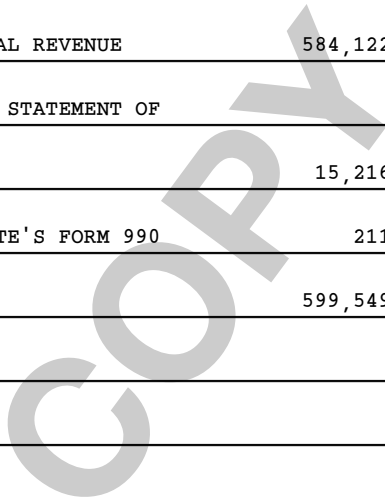 AL REVENUE 584,122
STATEMENT OF
15,216
TE'S FORM 990 211
599,549
COPY